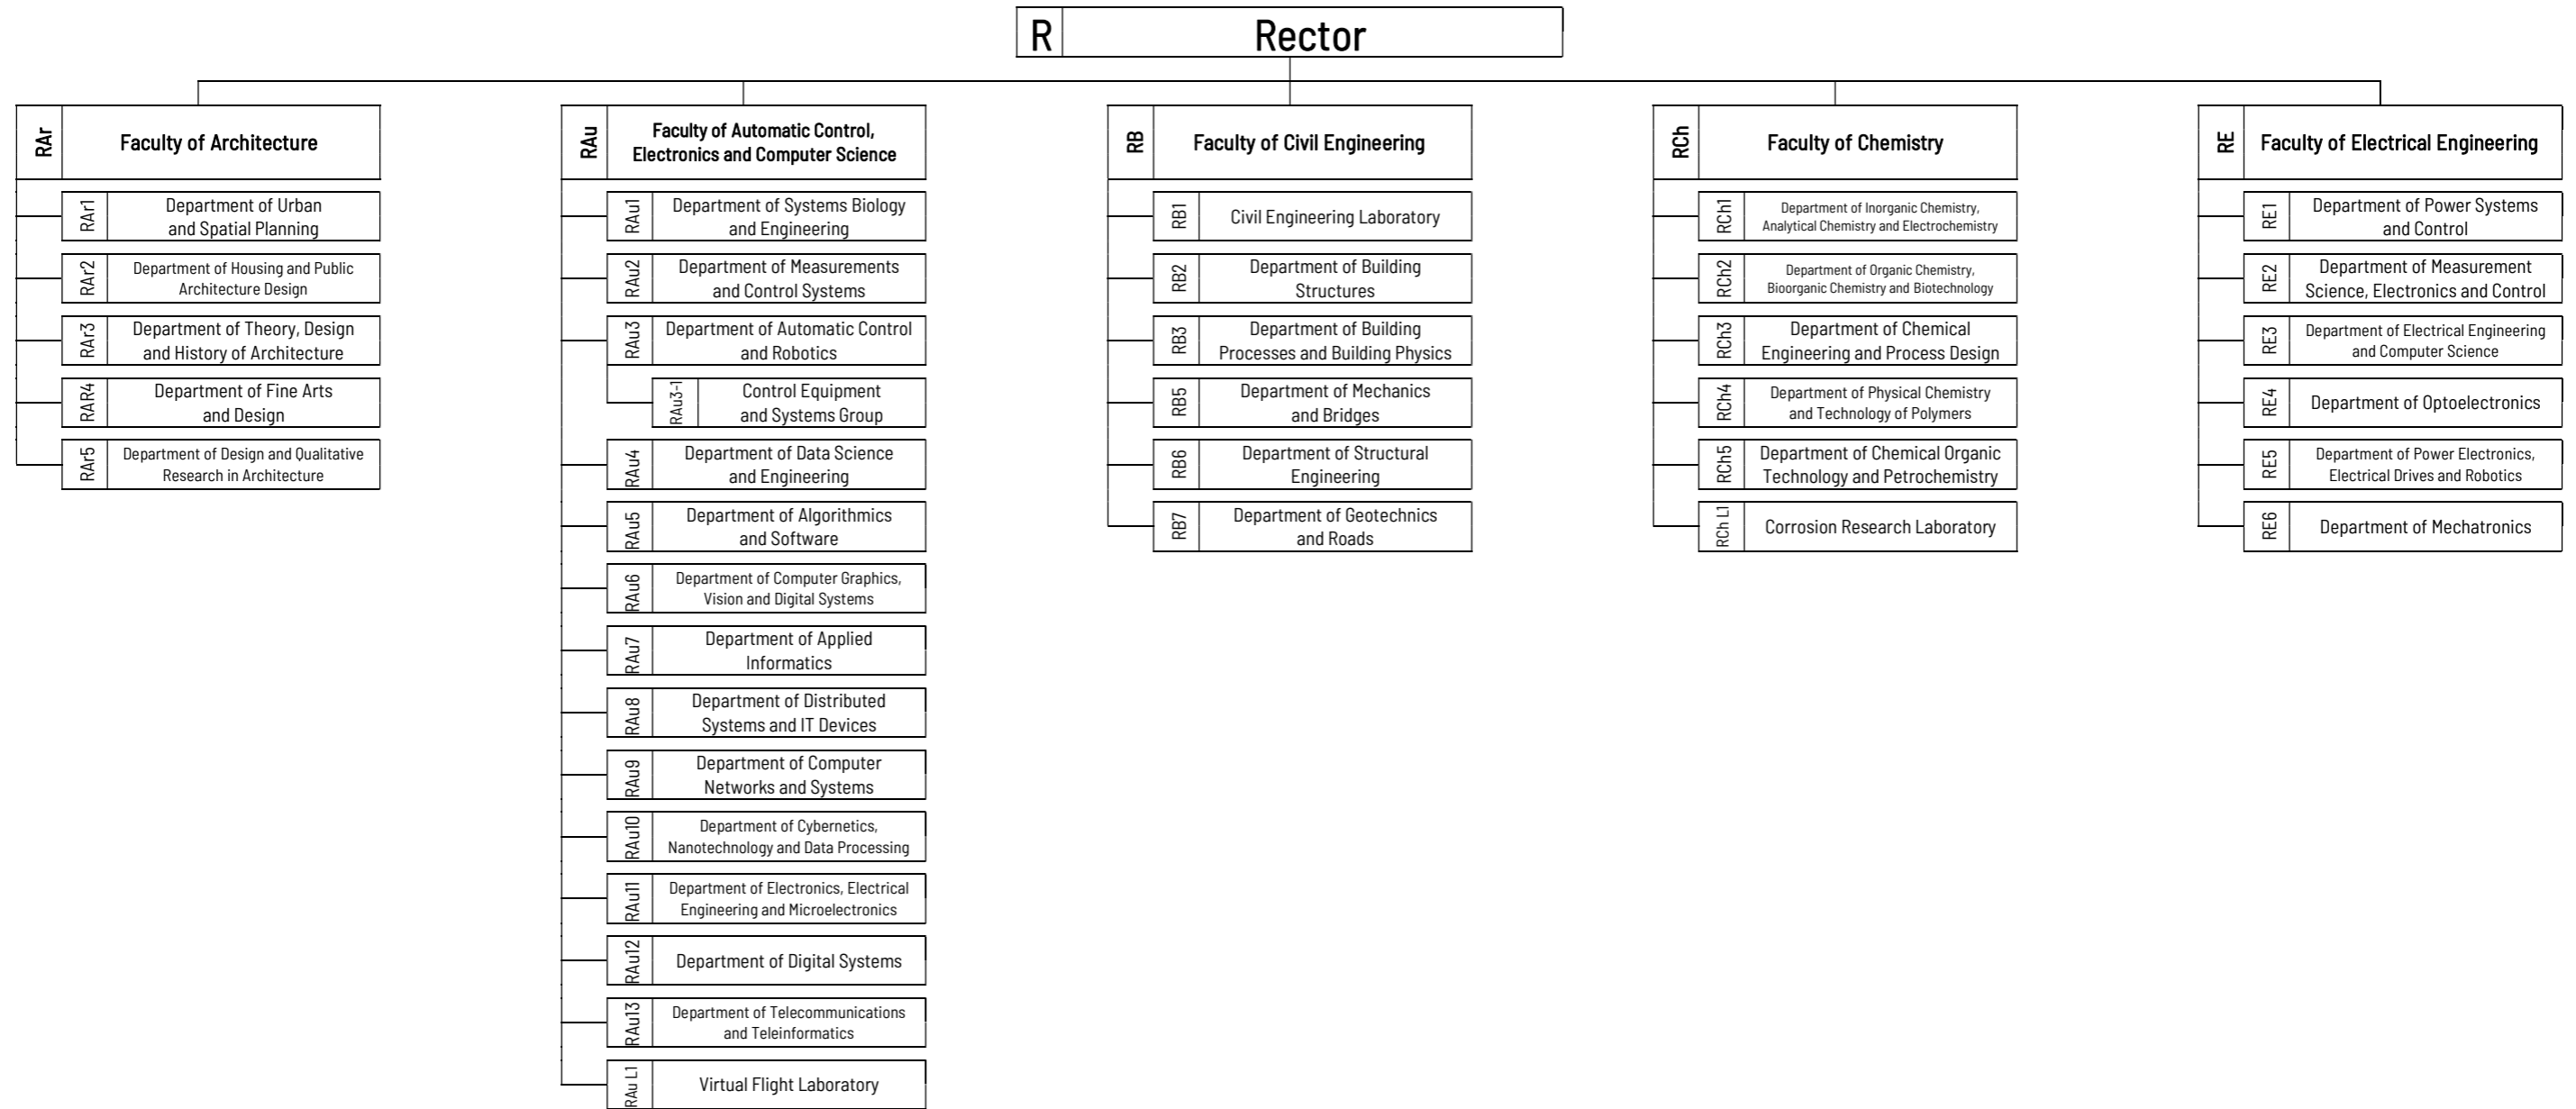 R
Rector
RAr
Faculty of Architecture
RAr1
Department of Urban
and Spatial Planning
RAr2
Department of Housing and Public
Architecture Design
RAr3
Department of Theory, Design
and History of Architecture
RAR4
Department of Fine Arts
and Design
RAr5
Department of Design and Qualitative
Research in Architecture
RAu
Faculty of Automatic Control,
Electronics and Computer Science
RAu1
Department of Systems Biology
and Engineering
RAu2
Department of Measurements
and Control Systems
RAu3
Department of Automatic Control
and Robotics
RAu3-1
Control Equipment
and Systems Group
RAu4
Department of Data Science
and Engineering
RAu5
Department of Algorithmics
and Software
RAu6
Department of Computer Graphics,
Vision and Digital Systems
RAu7
Department of Applied
Informatics
RAu8
Department of Distributed
Systems and IT Devices
RAu9
Department of Computer
Networks and Systems
RAu10
Department of Cybernetics,
Nanotechnology and Data Processing
RAu11
Department of Electronics, Electrical
Engineering and Microelectronics
RAu12
Department of Digital Systems
RAu13
Department of Telecommunications
and Teleinformatics
RAu L1
Virtual Flight Laboratory
RB
Faculty of Civil Engineering
RB1
Civil Engineering Laboratory
RB2
Department of Building
Structures
RB3
Department of Building
Processes and Building Physics
RB5
Department of Mechanics
and Bridges
RB6
Department of Structural
Engineering
RB7
Department of Geotechnics
and Roads
RCh
Faculty of Chemistry
RCh1
Department of Inorganic Chemistry,
Analytical Chemistry and Electrochemistry
RCh2
Department of Organic Chemistry,
Bioorganic Chemistry and Biotechnology
RCh3
Department of Chemical
Engineering and Process Design
RCh4
Department of Physical Chemistry
and Technology of Polymers
RCh5
Department of Chemical Organic
Technology and Petrochemistry
RCh L1
Corrosion Research Laboratory
RE
Faculty of Electrical Engineering
RE1
Department of Power Systems
and Control
RE2
Department of Measurement
Science, Electronics and Control
RE3
Department of Electrical Engineering
and Computer Science
RE4
Department of Optoelectronics
RE5
Department of Power Electronics,
Electrical Drives and Robotics
RE6
Department of Mechatronics